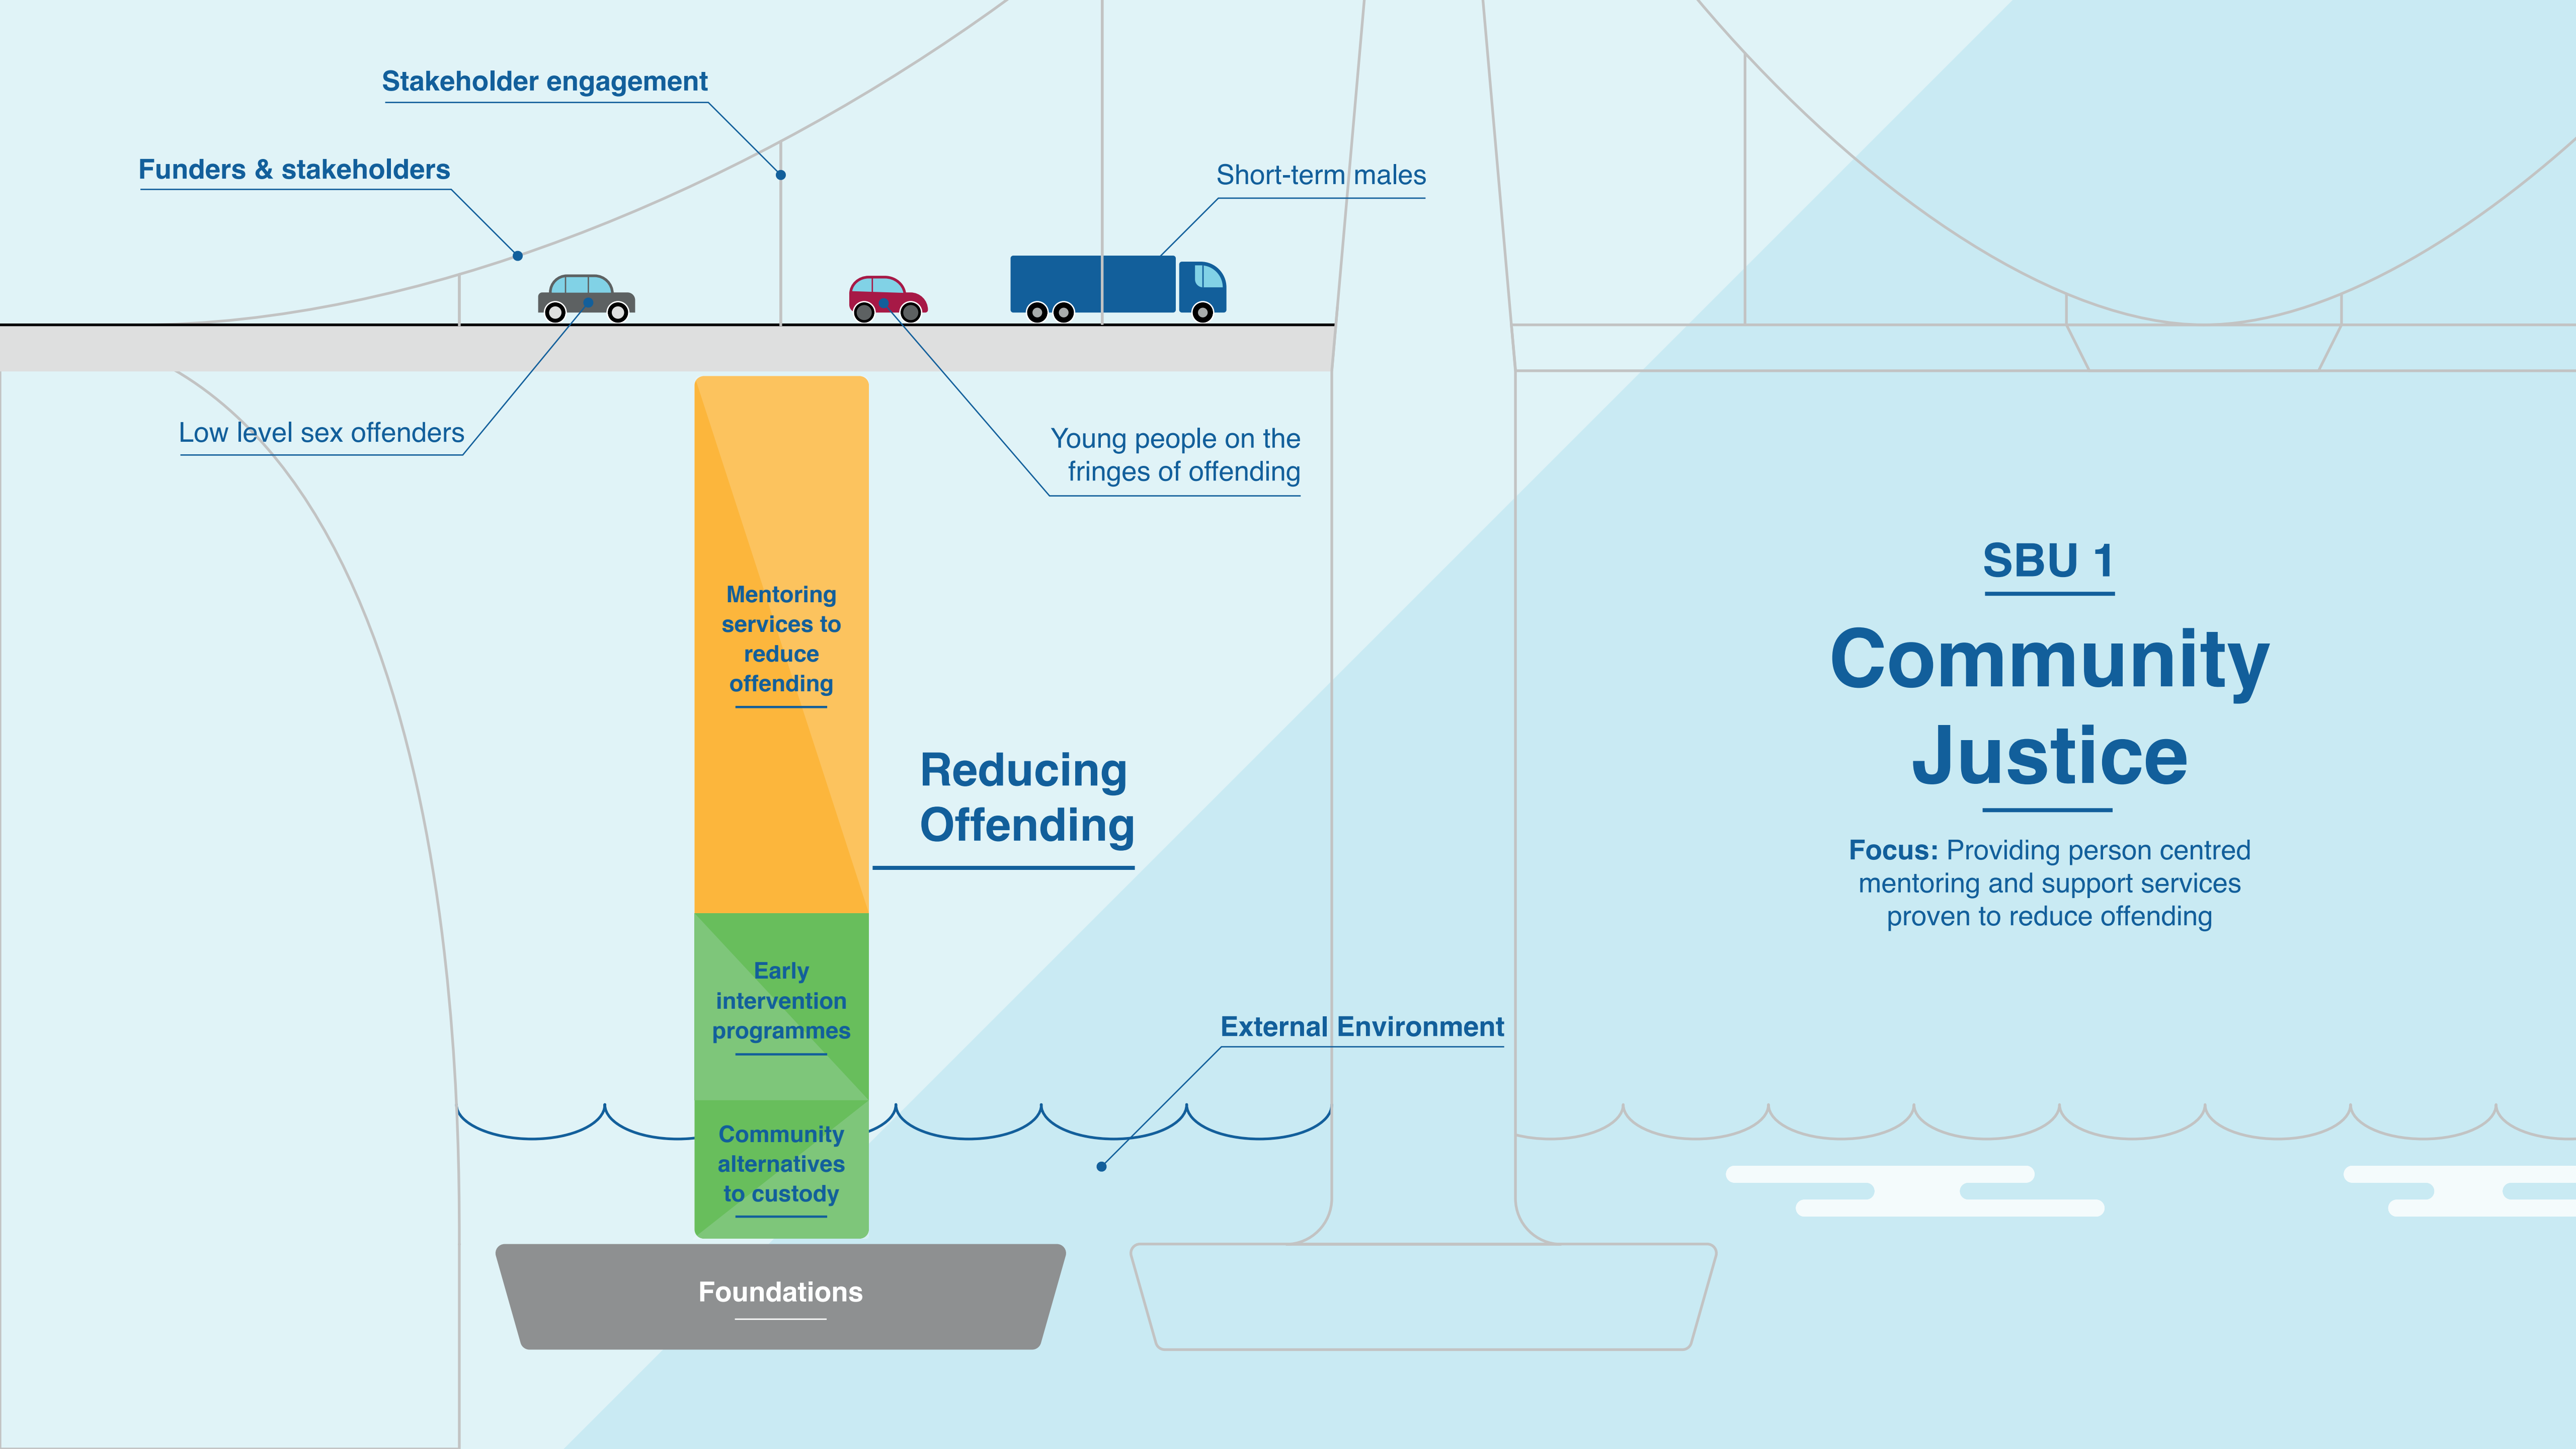 Stakeholder engagement
Funders & stakeholders
Short-term males
Low level sex offenders
Young people on the
fringes of offending
Mentoring
services to
reduce
offending
Reducing
Offending
Early
intervention
programmes
Community
alternatives
to custody
External Environment
Foundations
SBU 1
Community
Justice
Focus: Providing person centred
mentoring and support services
proven to reduce offending